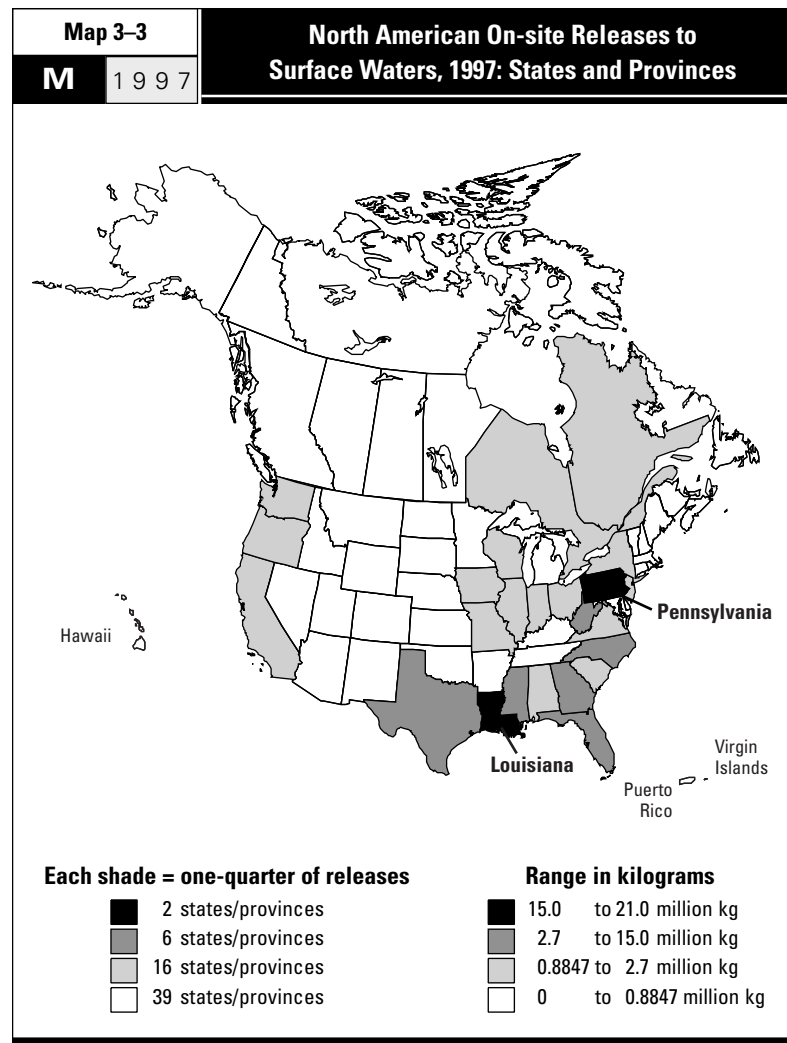 Map 3–3
M 1997
North American On-site Releases to
Surface Waters, 1997: States and Provinces
Pennsylvania
Hawaii
Louisiana
Virgin
Islands
Puerto
Rico
Each shade = one-quarter of releases
2 states/provinces
6 states/provinces
16 states/provinces
39 states/provinces
Range in kilograms
15.0 to 21.0 million kg
2.7 to 15.0 million kg
0.8847 to 2.7 million kg
0 to 0.8847 million kg